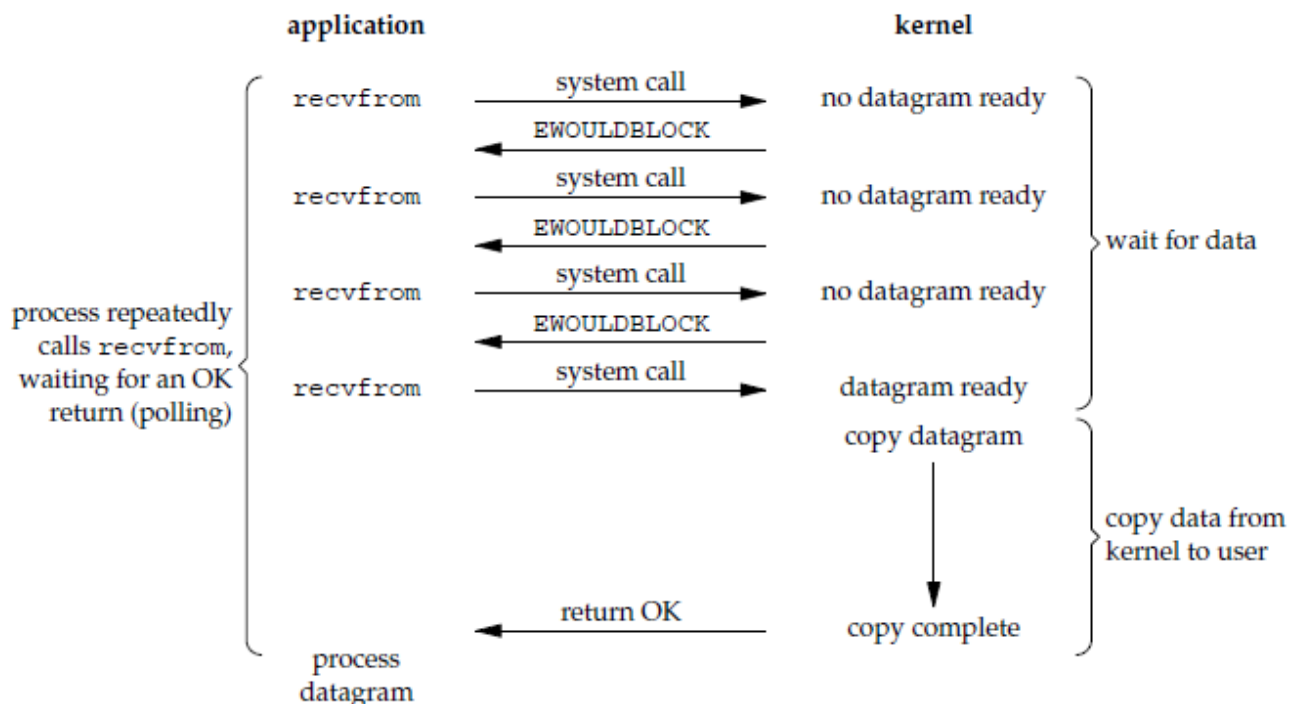 application kernel
system call
recvfrom no datagram ready
EWOULDBLOCK
system call
recvfrom no datagram ready
EWOULDBLOCK
wait for data
system call
recvfrom no datagram ready
process repeatedly
calls recvfrom,
waiting for an OK
return (polling)
EWOULDBLOCK
system call
recvfrom datagram ready
copy datagram
copy data from
kernel to user
return OK
copy complete
process
datagram